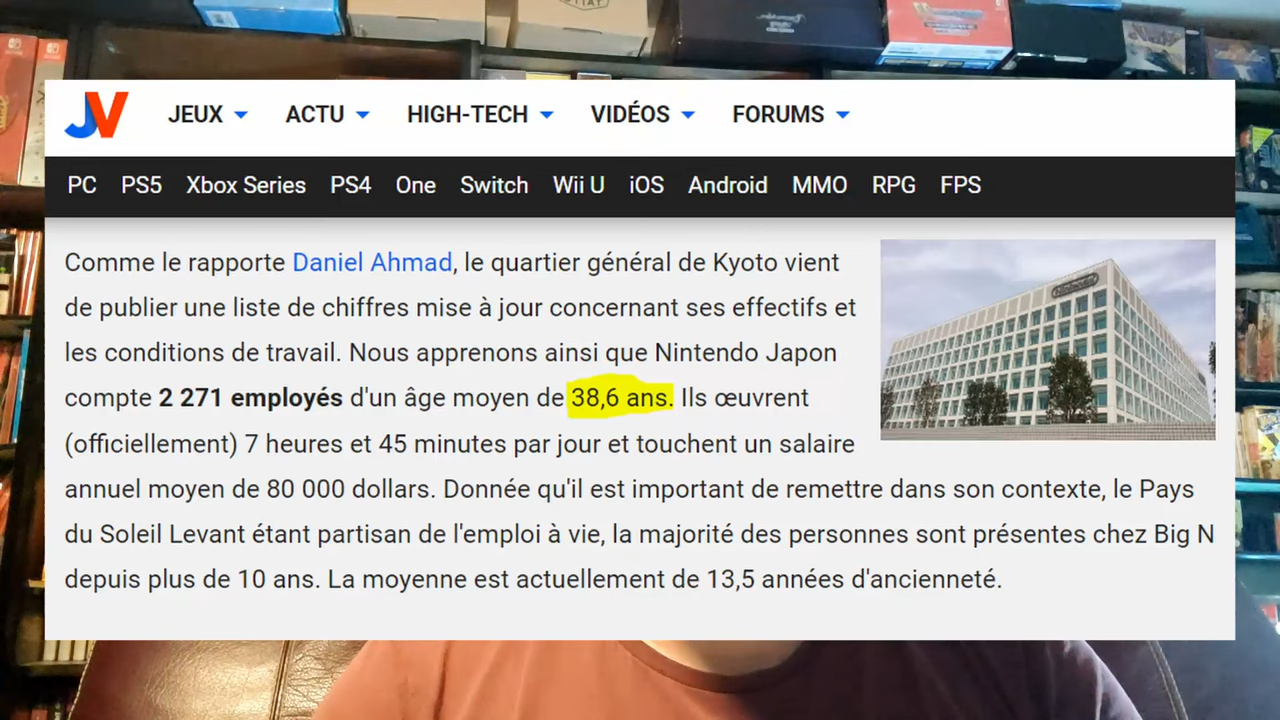 JV JEUX ACTU HIGH-TECH VIDÉOS FORUMS
PC PS5 Xbox Series PS4 One Switch Wii U iOS Android MMO RPG FPS
Comme le rapporte Daniel Ahmad, le quartier général de Kyoto vient
de publier une liste de chiffres mise à jour concernant ses effectifs et
les conditions de travail. Nous apprenons ainsi que Nintendo Japon
compte 2 271 employés d'un âge moyen de 38,6 ans. Ils œuvrent
(officiellement) 7 heures et 45 minutes par jour et touchent un salaire
annuel moyen de 80 000 dollars. Donnée qu'il est important de remettre dans son contexte, le Pays
du Soleil Levant étant partisan de l'emploi à vie, la majorité des personnes sont présentes chez Big N
depuis plus de 10 ans. La moyenne est actuellement de 13,5 années d'ancienneté.